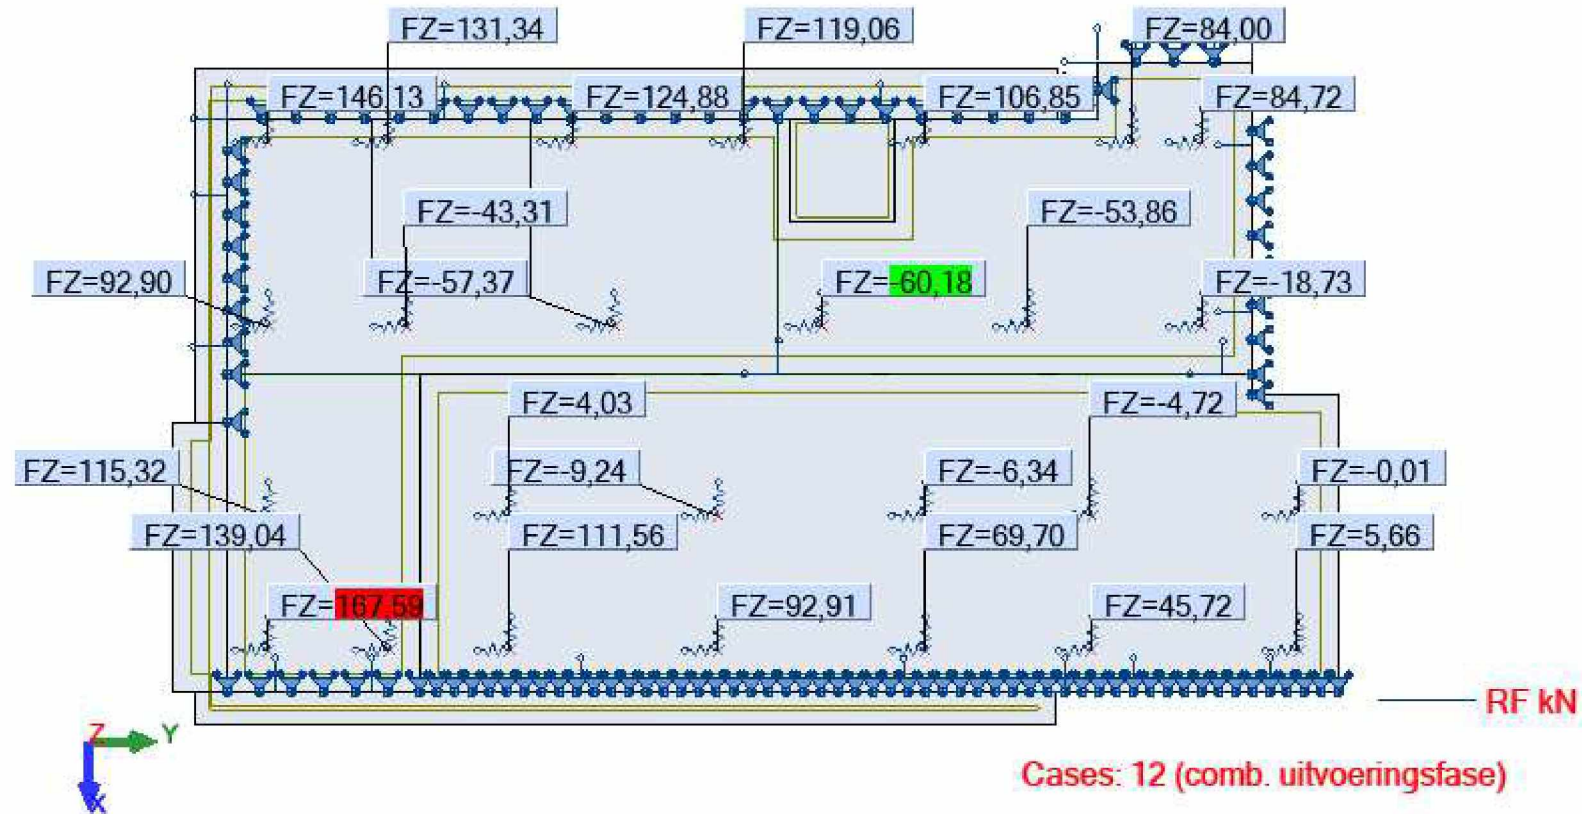 FZ=131,34
FZ=119,06
FZ=84,00
FZ=146,13
FZ=124,88
FZ=106,85
FZ=84,72
FZ=-43,31
FZ=-53,86
FZ=92,90
FZ=-57,37
FZ=-60,18
FZ=-18,73
FZ=4,03
FZ=-4,72
FZ=115,32
FZ=-9,24
FZ=-6,34
FZ=-0,01
FZ=139,04
FZ=111,56
FZ=69,70
FZ=5,66
FZ=167,59
FZ=92,91
FZ=45,72
RF kN
Z
Y
X
Cases: 12 (comb. uitvoeringsfase)